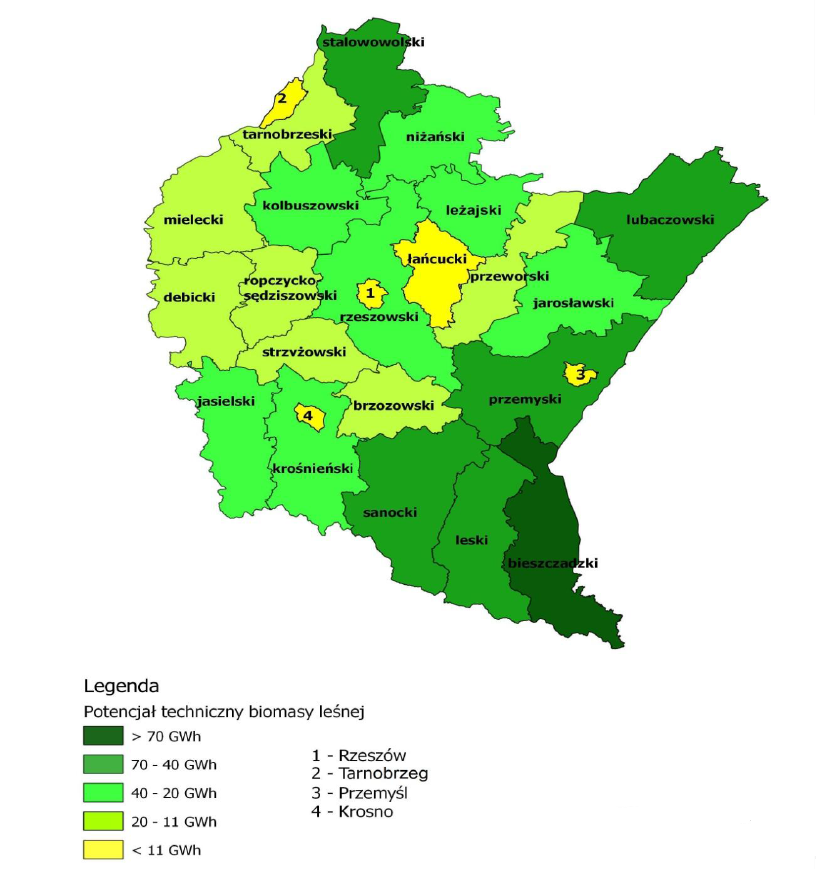 stalowowolski
2
tarnobrzeski
niżański
kolbuszowski
leżajski
mielecki
lubaczowski
łańcucki
przeworski
ropczycko-
sędziszowski
debicki
1
jarosławski
rzeszowski
strzyżowski
3
jasielski
brzozowski
przemyski
4
krośnieński
sanocki
leski
bieszczadzki
Legenda
Potencjał techniczny biomasy leśnej
> 70 GWh
70 - 40 GWh
40 - 20 GWh
20 - 11 GWh
< 11 GWh
1 - Rzeszów
2 - Tarnobrzeg
3 - Przemyśl
4 - Krosno